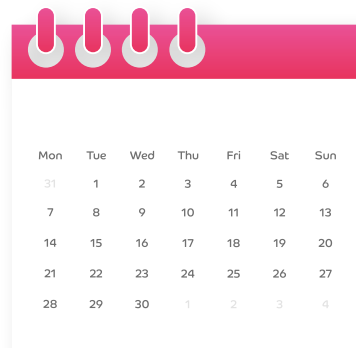 Mon Tue Wed Thu Fri Sat Sun
31 1 2 3 4 5 6
7 8 9 10 11 12 13
14 15 16 17 18 19 20
21 22 23 24 25 26 27
28 29 30 1 2 3 4